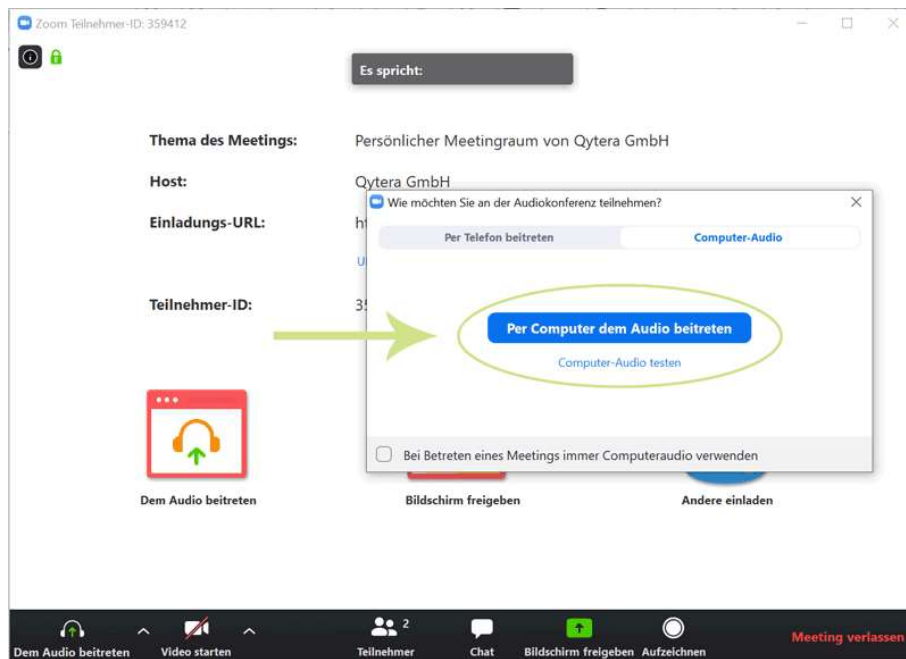 Zoom Teilnehmer-ID: 359412
Es spricht:
Thema des Meetings: Persönlicher Meetingraum von Qytera GmbH
Host: Qytera GmbH
Wie möchten Sie an der Audiokonferenz teilnehmen?
Einladungs-URL:
Per Telefon beitreten Computer-Audio
Teilnehmer-ID:
Per Computer dem Audio beitreten
Computer-Audio testen
Bei Betreten eines Meetings immer Computeraudio verwenden
Dem Audio beitreten Bildschirm freigeben Andere einladen
2
Dem Audio beitreten Video starten Teilnehmer Chat Bildschirm freigeben Aufzeichnen Meeting verlassen